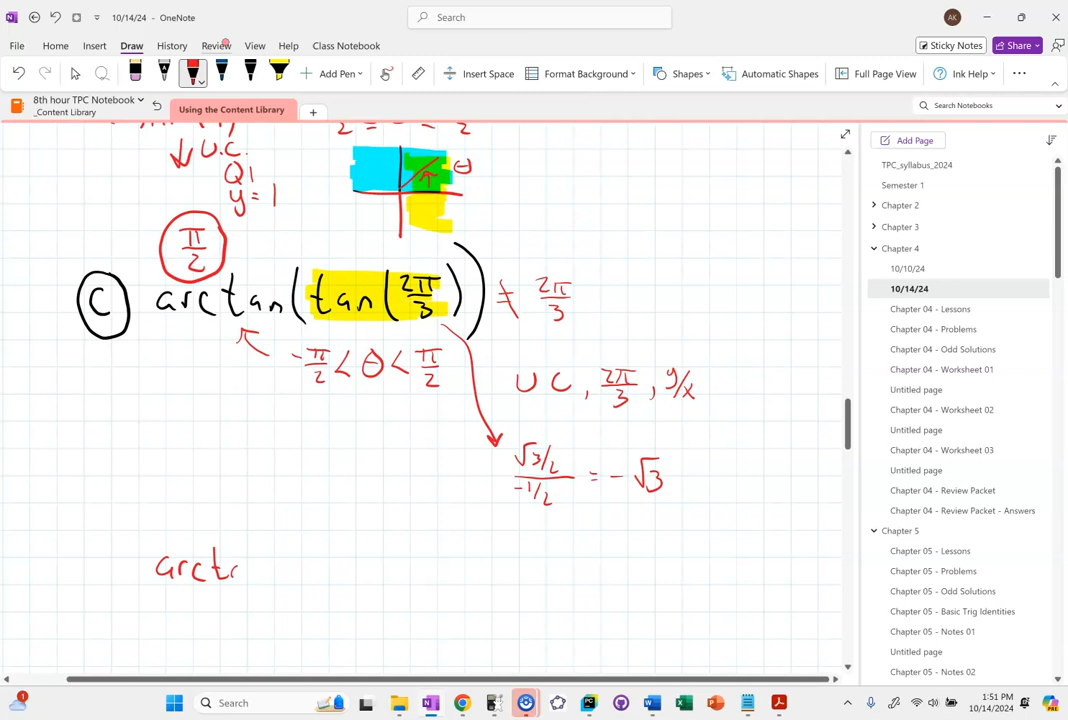 10/14/24 - OneNote
Search
AK
File Home Insert Draw History Review View Help Class Notebook
Sticky Notes
Share
Add Pen
Insert Space
Format Background
Shapes
Automatic Shapes
Full Page View
Ink Help
8th hour TPC Notebook
_Content Library
Using the Content Library
+
Search Notebooks
Add Page
TPC_syllabus_2024
Semester 1
Chapter 2
Chapter 3
Chapter 4
10/10/24
10/14/24
Chapter 04 - Lessons
Chapter 04 - Problems
Chapter 04 - Odd Solutions
Chapter 04 - Worksheet 01
Untitled page
Chapter 04 - Worksheet 02
Untitled page
Chapter 04 - Worksheet 03
Untitled page
Chapter 04 - Review Packet
Chapter 04 - Review Packet - Answers
Chapter 5
Chapter 05 - Lessons
Chapter 05 - Problems
Chapter 05 - Odd Solutions
Chapter 05 - Basic Trig Identities
Chapter 05 - Notes 01
Untitled page
Chapter 05 - Notes 02
↓ U.C.
Q1
y = 1
θ
π/2
C arctan(tan(2π/3)) ≠ 2π/3
-π/2 < θ < π/2
UC, 2π/3, y/x
√3/2 / -1/2 = -√3
arct
Search
1
1:51 PM
10/14/2024